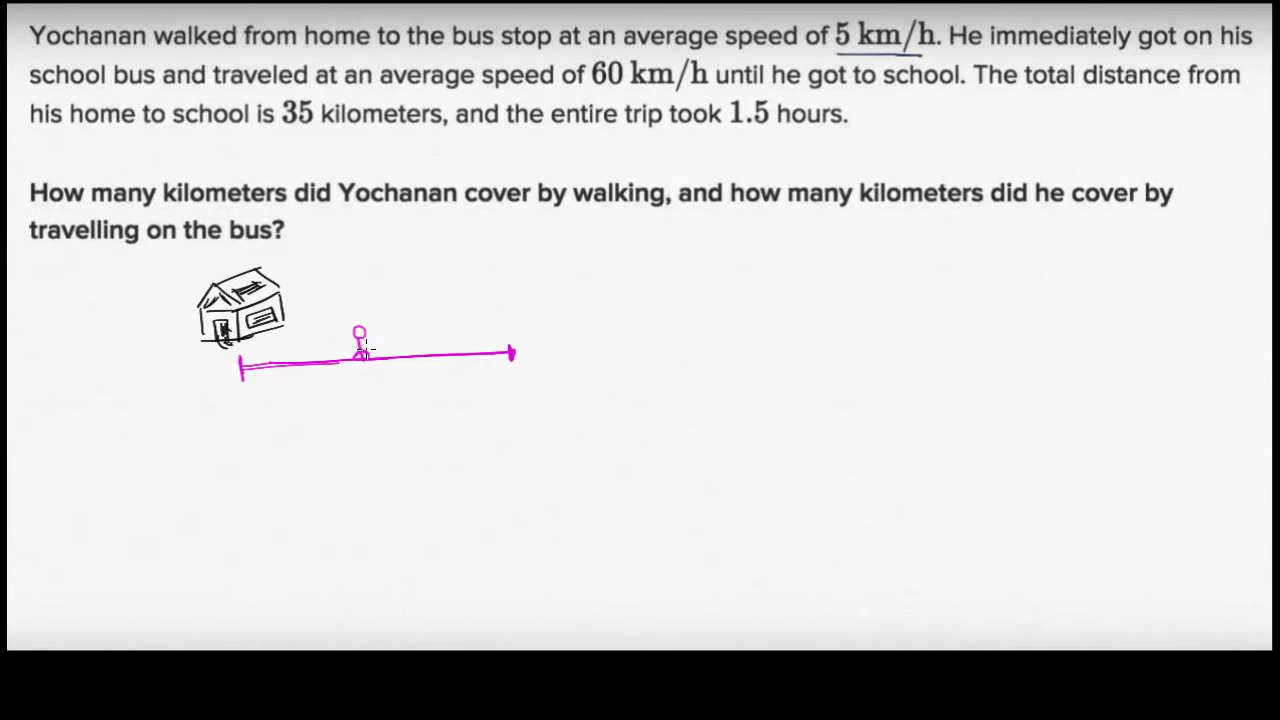 Yochanan walked from home to the bus stop at an average speed of 5 km/h. He immediately got on his
school bus and traveled at an average speed of 60 km/h until he got to school. The total distance from
his home to school is 35 kilometers, and the entire trip took 1.5 hours.
How many kilometers did Yochanan cover by walking, and how many kilometers did he cover by
travelling on the bus?